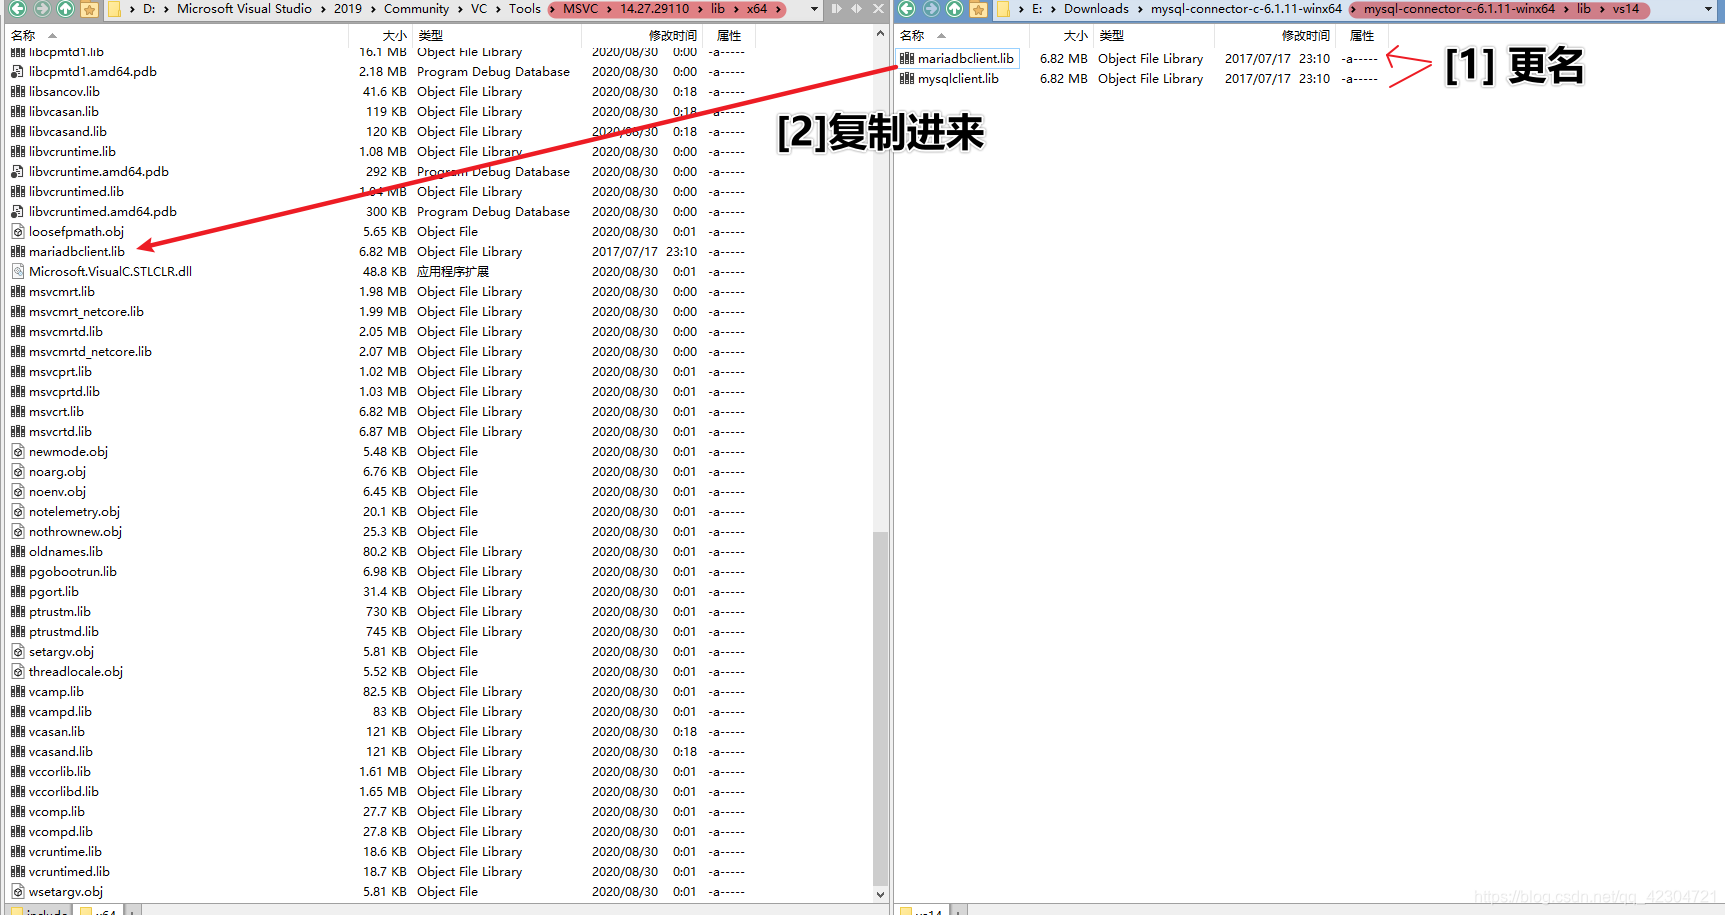 D: › Microsoft Visual Studio › 2019 › Community › VC › Tools › MSVC › 14.27.29110 › lib › x64 ›
名称 大小 类型 修改时间 属性
libcpmtd1.lib 16.1 MB Object File Library 2020/08/30 0:00 -a-----
libcpmtd1.amd64.pdb 2.18 MB Program Debug Database 2020/08/30 0:00 -a-----
libsancov.lib 41.6 KB Object File Library 2020/08/30 0:18 -a-----
libvcasan.lib 119 KB Object File Library 2020/08/30 0:18 -a-----
libvcasand.lib 120 KB Object File Library 2020/08/30 0:18 -a-----
libvcruntime.lib 1.08 MB Object File Library 2020/08/30 0:00 -a-----
libvcruntime.amd64.pdb 292 KB Program Debug Database 2020/08/30 0:00 -a-----
libvcruntimed.lib 1.04 MB Object File Library 2020/08/30 0:00 -a-----
libvcruntimed.amd64.pdb 300 KB Program Debug Database 2020/08/30 0:00 -a-----
loosefpmath.obj 5.65 KB Object File 2020/08/30 0:01 -a-----
mariadbclient.lib 6.82 MB Object File Library 2017/07/17 23:10 -a-----
Microsoft.VisualC.STLCLR.dll 48.8 KB 应用程序扩展 2020/08/30 0:01 -a-----
msvcmrt.lib 1.98 MB Object File Library 2020/08/30 0:00 -a-----
msvcmrt_netcore.lib 1.99 MB Object File Library 2020/08/30 0:00 -a-----
msvcmrtd.lib 2.05 MB Object File Library 2020/08/30 0:00 -a-----
msvcmrtd_netcore.lib 2.07 MB Object File Library 2020/08/30 0:00 -a-----
msvcprt.lib 1.02 MB Object File Library 2020/08/30 0:01 -a-----
msvcprtd.lib 1.03 MB Object File Library 2020/08/30 0:01 -a-----
msvcrt.lib 6.82 MB Object File Library 2020/08/30 0:01 -a-----
msvcrtd.lib 6.87 MB Object File Library 2020/08/30 0:01 -a-----
newmode.obj 5.48 KB Object File 2020/08/30 0:01 -a-----
noarg.obj 6.76 KB Object File 2020/08/30 0:01 -a-----
noenv.obj 6.45 KB Object File 2020/08/30 0:01 -a-----
notelemetry.obj 20.1 KB Object File 2020/08/30 0:01 -a-----
nothrownew.obj 25.3 KB Object File 2020/08/30 0:01 -a-----
oldnames.lib 80.2 KB Object File Library 2020/08/30 0:01 -a-----
pgobootrun.lib 6.98 KB Object File Library 2020/08/30 0:01 -a-----
pgort.lib 31.4 KB Object File Library 2020/08/30 0:01 -a-----
ptrustm.lib 730 KB Object File Library 2020/08/30 0:01 -a-----
ptrustmd.lib 745 KB Object File Library 2020/08/30 0:01 -a-----
setargv.obj 5.81 KB Object File 2020/08/30 0:01 -a-----
threadlocale.obj 5.52 KB Object File 2020/08/30 0:01 -a-----
vcamp.lib 82.5 KB Object File Library 2020/08/30 0:01 -a-----
vcampd.lib 83 KB Object File Library 2020/08/30 0:01 -a-----
vcasan.lib 121 KB Object File Library 2020/08/30 0:18 -a-----
vcasand.lib 121 KB Object File Library 2020/08/30 0:18 -a-----
vccorlib.lib 1.61 MB Object File Library 2020/08/30 0:01 -a-----
vccorlibd.lib 1.65 MB Object File Library 2020/08/30 0:01 -a-----
vcomp.lib 27.7 KB Object File Library 2020/08/30 0:01 -a-----
vcompd.lib 27.8 KB Object File Library 2020/08/30 0:01 -a-----
vcruntime.lib 18.6 KB Object File Library 2020/08/30 0:01 -a-----
vcruntimed.lib 18.7 KB Object File Library 2020/08/30 0:01 -a-----
wsetargv.obj 5.81 KB Object File 2020/08/30 0:01 -a-----
include x64
E: › Downloads › mysql-connector-c-6.1.11-winx64 › mysql-connector-c-6.1.11-winx64 › lib › vs14
名称 大小 类型 修改时间 属性
mariadbclient.lib 6.82 MB Object File Library 2017/07/17 23:10 -a-----
mysqlclient.lib 6.82 MB Object File Library 2017/07/17 23:10 -a-----
[1] 更名
[2]复制进来
vs14
https://blog.csdn.net/qq_42304721